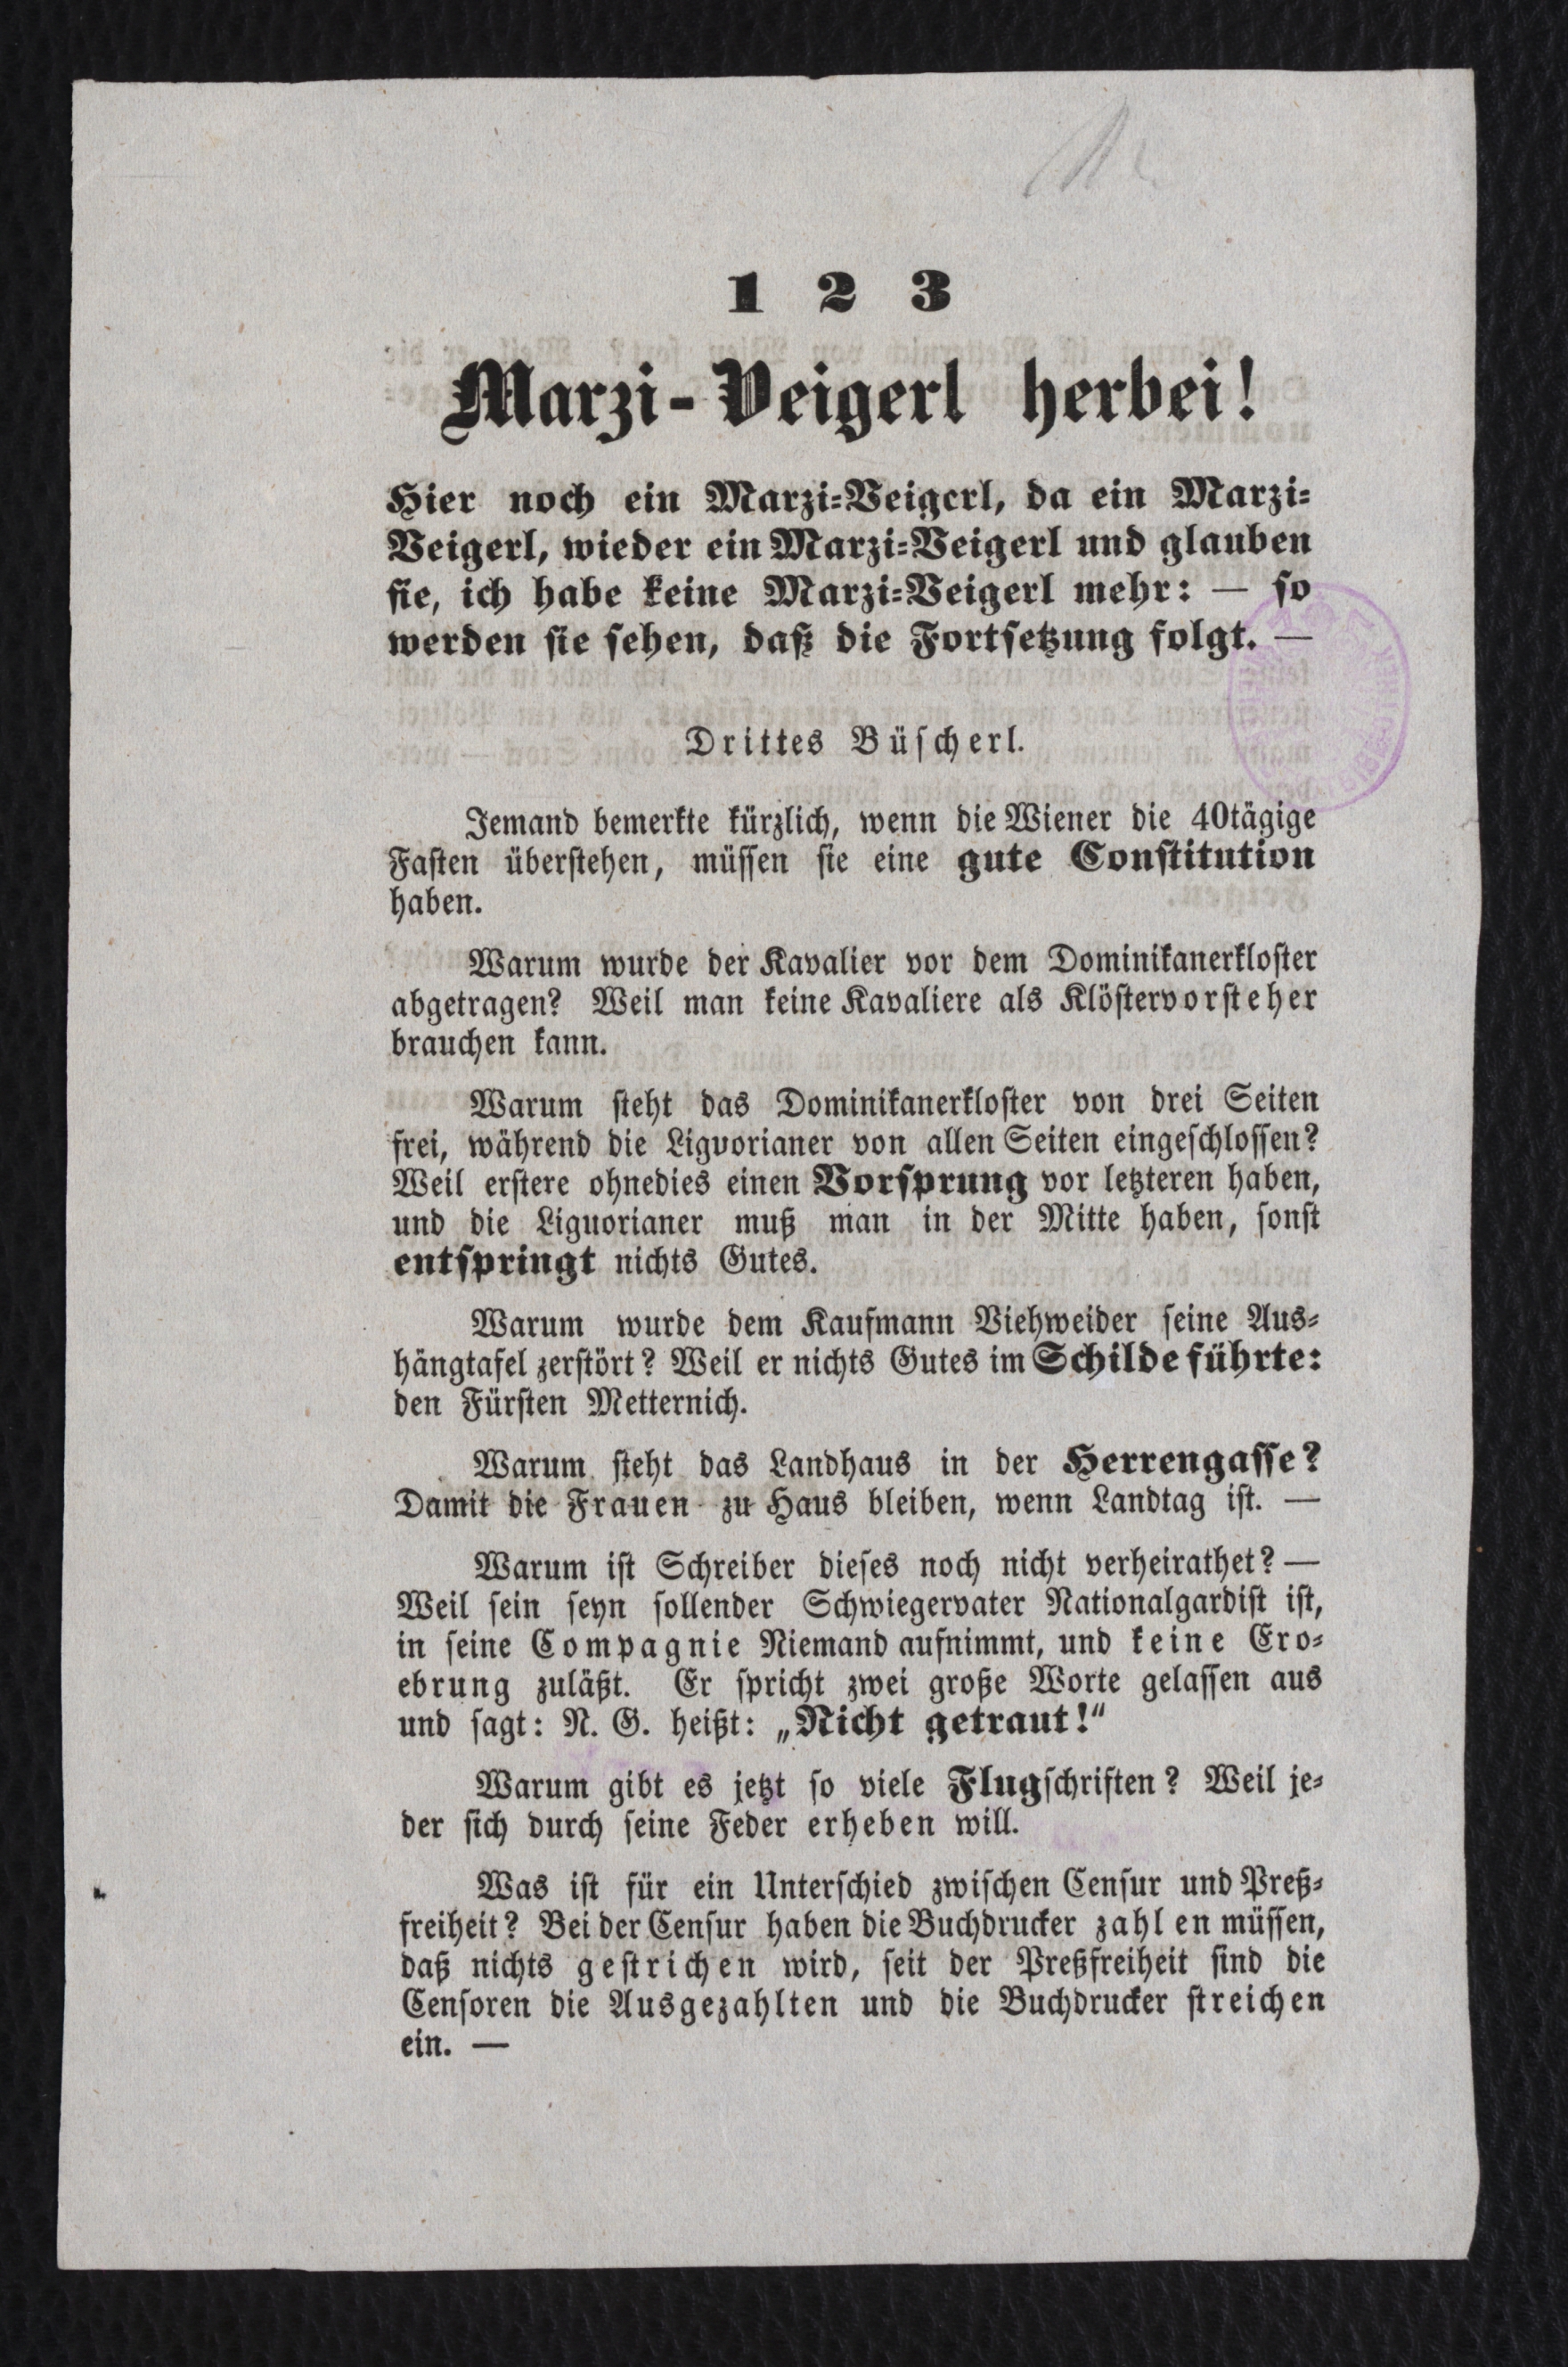 1 2 3
Marzi-Veigerl herbei!
Hier noch ein Marzi-Veigerl, da ein Marzi-
Veigerl, wieder ein Marzi-Veigerl und glauben
sie, ich habe keine Marzi-Veigerl mehr: — so
werden sie sehen, daß die Fortsetzung folgt. —
Drittes Büscherl.
Jemand bemerkte kürzlich, wenn die Wiener die 40tägige
Fasten überstehen, müssen sie eine gute Constitution
haben.
Warum wurde der Kavalier vor dem Dominikanerkloster
abgetragen? Weil man keine Kavaliere als Klöstervorsteher
brauchen kann.
Warum steht das Dominikanerkloster von drei Seiten
frei, während die Liguorianer von allen Seiten eingeschlossen?
Weil erstere ohnedies einen Vorsprung vor letzteren haben,
und die Liguorianer muß man in der Mitte haben, sonst
entspringt nichts Gutes.
Warum wurde dem Kaufmann Viehweider seine Aus-
hängtafel zerstört? Weil er nichts Gutes im Schilde führte:
den Fürsten Metternich.
Warum steht das Landhaus in der Herrengasse?
Damit die Frauen zu Haus bleiben, wenn Landtag ist. —
Warum ist Schreiber dieses noch nicht verheirathet? —
Weil sein seyn sollender Schwiegervater Nationalgardist ist,
in seine Compagnie Niemand aufnimmt, und keine Ero-
ebrung zuläßt. Er spricht zwei große Worte gelassen aus
und sagt: N. G. heißt: „Nicht getraut!“
Warum gibt es jetzt so viele Flugschriften? Weil je-
der sich durch seine Feder erheben will.
Was ist für ein Unterschied zwischen Censur und Preß-
freiheit? Bei der Censur haben die Buchdrucker zahlen müssen,
daß nichts gestrichen wird, seit der Preßfreiheit sind die
Censoren die Ausgezahlten und die Buchdrucker streichen
ein. —